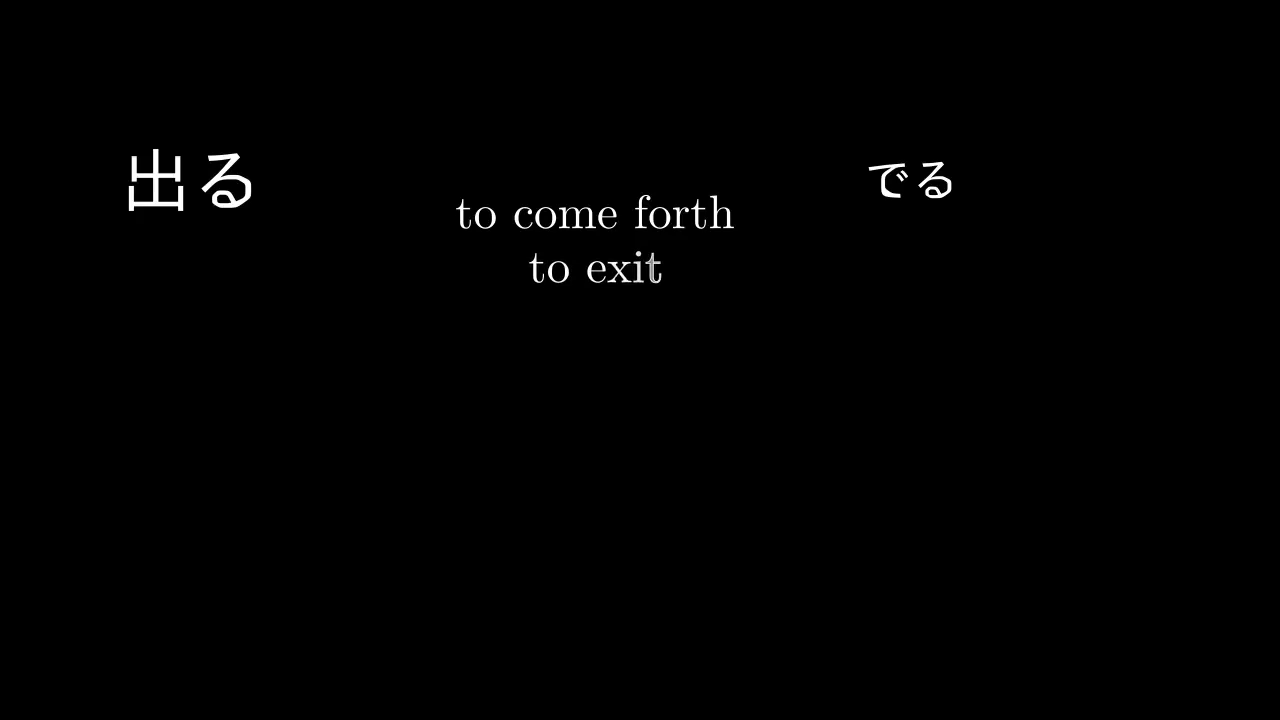 出る
to come forth
to exit
でる